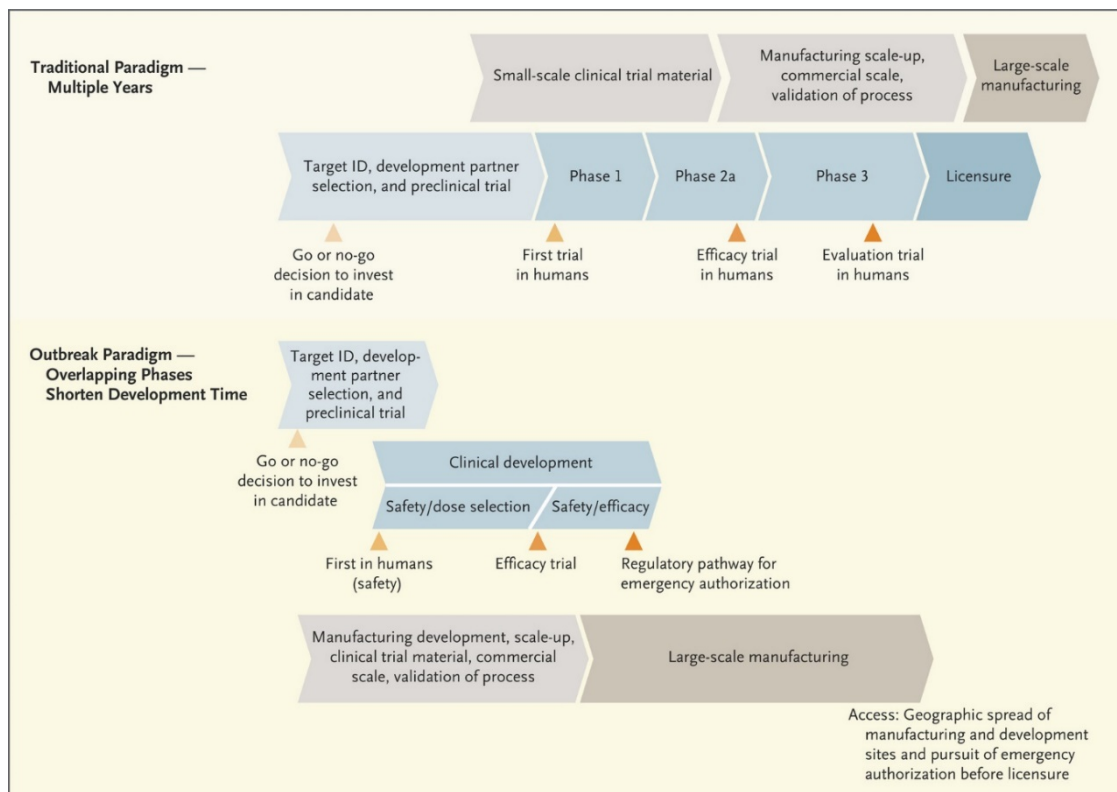 Traditional Paradigm —
Multiple Years
Small-scale clinical trial material
Manufacturing scale-up,
commercial scale,
validation of process
Large-scale
manufacturing
Target ID, development partner
selection, and preclinical trial
Phase 1
Phase 2a
Phase 3
Licensure
Go or no-go
decision to invest
in candidate
First trial
in humans
Efficacy trial
in humans
Evaluation trial
in humans
Outbreak Paradigm —
Overlapping Phases
Shorten Development Time
Target ID, develop-
ment partner
selection, and
preclinical trial
Go or no-go
decision to invest
in candidate
Clinical development
Safety/dose selection
Safety/efficacy
First in humans
(safety)
Efficacy trial
Regulatory pathway for
emergency authorization
Manufacturing development, scale-up,
clinical trial material, commercial
scale, validation of process
Large-scale manufacturing
Access: Geographic spread of
manufacturing and development
sites and pursuit of emergency
authorization before licensure